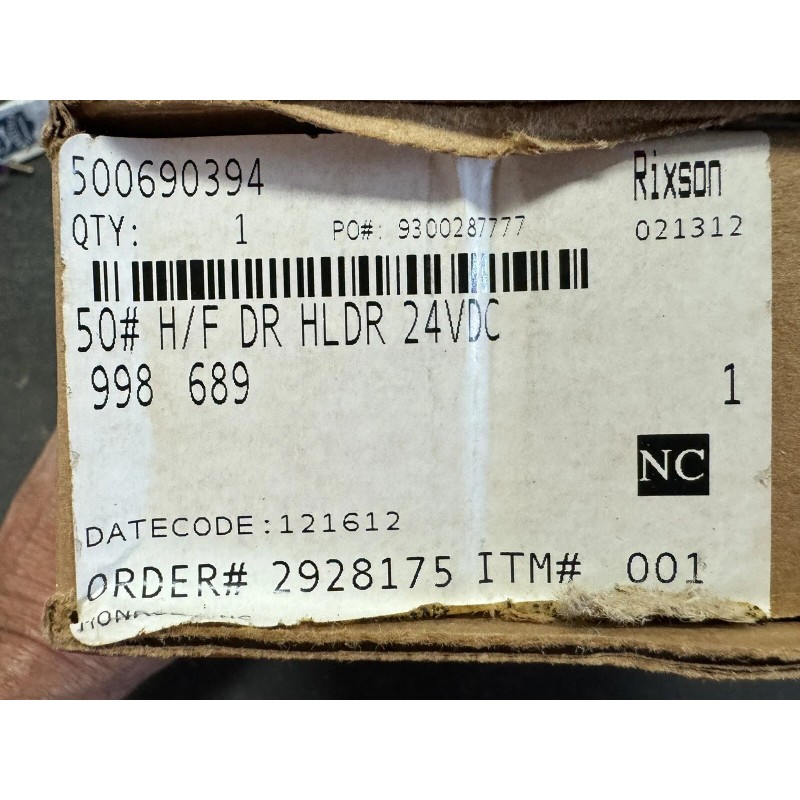 500690394 Rixson
QTY: 1 PO#: 9300287777 021312
50# H/F DR HLDR 24VDC
998 689 1
NC
DATECODE:121612
ORDER# 2928175 ITM# 001